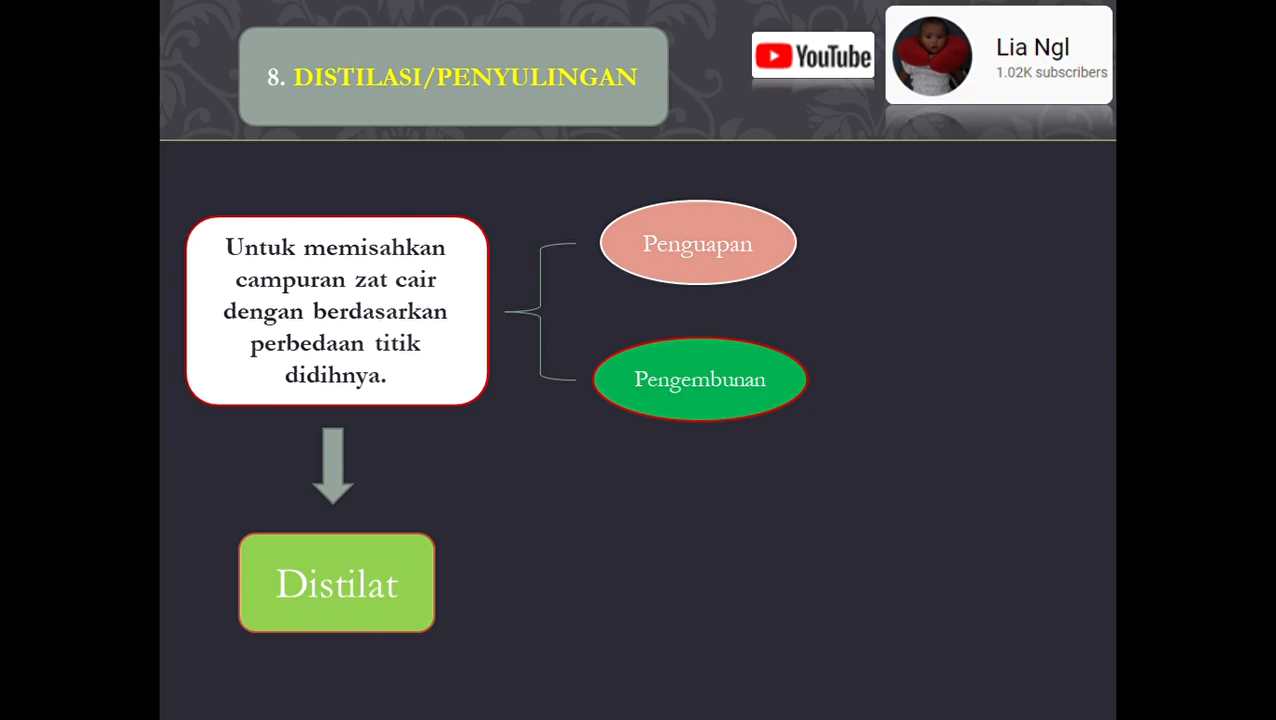 8. DISTILASI/PENYULINGAN
YouTube
Lia Ngl
1.02K subscribers
Untuk memisahkan
campuran zat cair
dengan berdasarkan
perbedaan titik
didihnya.
Penguapan
Pengembunan
Distilat